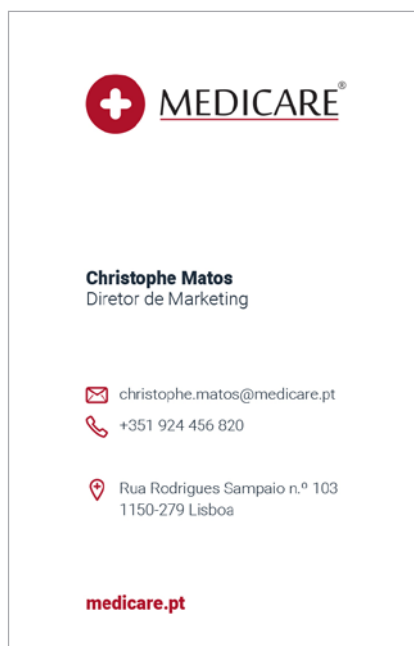 MEDICARE®
Christophe Matos
Diretor de Marketing
christophe.matos@medicare.pt
+351 924 456 820
Rua Rodrigues Sampaio n.º 103
1150-279 Lisboa
medicare.pt